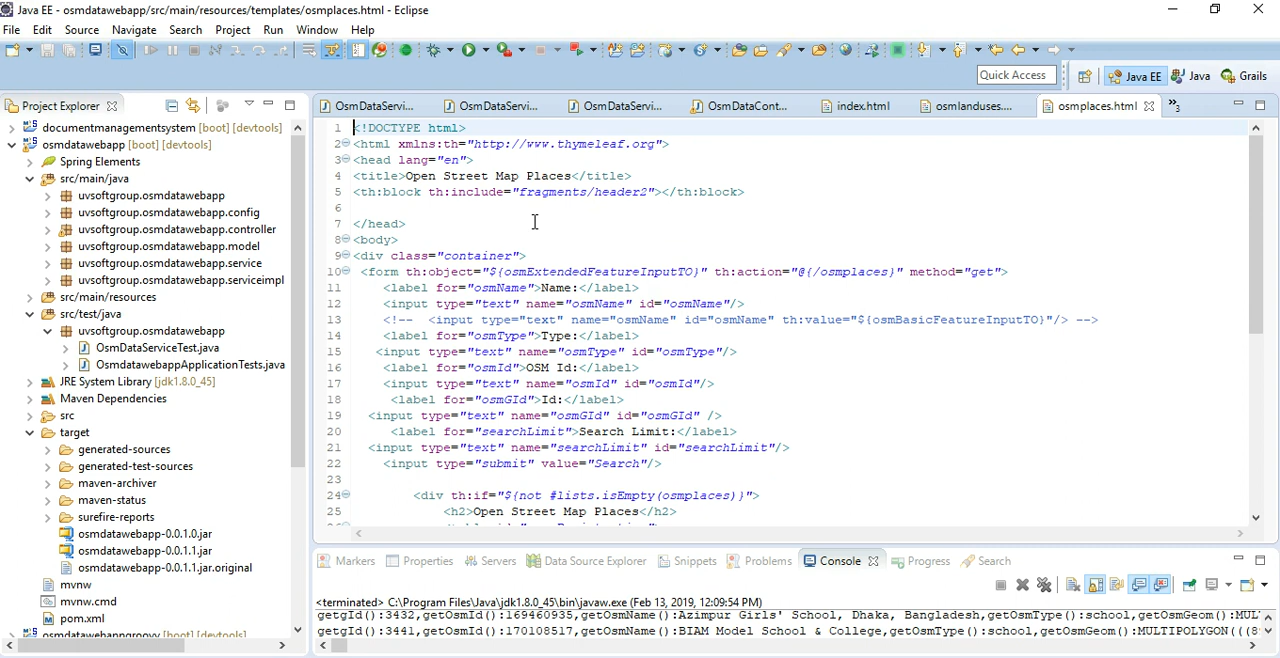 Java EE - osmdatawebapp/src/main/resources/templates/osmplaces.html - Eclipse
File Edit Source Navigate Search Project Run Window Help
Quick Access Java EE Java Grails
Project Explorer
documentmanagementsystem [boot] [devtools]
osmdatawebapp [boot] [devtools]
Spring Elements
src/main/java
uvsoftgroup.osmdatawebapp
uvsoftgroup.osmdatawebapp.config
uvsoftgroup.osmdatawebapp.controller
uvsoftgroup.osmdatawebapp.model
uvsoftgroup.osmdatawebapp.service
uvsoftgroup.osmdatawebapp.serviceimpl
src/main/resources
src/test/java
uvsoftgroup.osmdatawebapp
OsmDataServiceTest.java
OsmdatawebappApplicationTests.java
JRE System Library [jdk1.8.0_45]
Maven Dependencies
src
target
generated-sources
generated-test-sources
maven-archiver
maven-status
surefire-reports
osmdatawebapp-0.0.1.0.jar
osmdatawebapp-0.0.1.1.jar
osmdatawebapp-0.0.1.1.jar.original
mvnw
mvnw.cmd
pom.xml
osmdatawebappgroovy [boot] [devtools]
OsmDataServi... OsmDataServi... OsmDataServi... OsmDataCont... index.html osmlanduses.... osmplaces.html »3
1 <!DOCTYPE html>
2 <html xmlns:th="http://www.thymeleaf.org">
3 <head lang="en">
4 <title>Open Street Map Places</title>
5 <th:block th:include="fragments/header2"></th:block>
6
7 </head>
8 <body>
9 <div class="container">
10 <form th:object="${osmExtendedFeatureInputTO}" th:action="@{/osmplaces}" method="get">
11 <label for="osmName">Name:</label>
12 <input type="text" name="osmName" id="osmName"/>
13 <!-- <input type="text" name="osmName" id="osmName" th:value="${osmBasicFeatureInputTO}"/> -->
14 <label for="osmType">Type:</label>
15 <input type="text" name="osmType" id="osmType"/>
16 <label for="osmId">OSM Id:</label>
17 <input type="text" name="osmId" id="osmId"/>
18 <label for="osmGId">Id:</label>
19 <input type="text" name="osmGId" id="osmGId" />
20 <label for="searchLimit">Search Limit:</label>
21 <input type="text" name="searchLimit" id="searchLimit"/>
22 <input type="submit" value="Search"/>
23
24 <div th:if="${not #lists.isEmpty(osmplaces)}">
25 <h2>Open Street Map Places</h2>
Markers Properties Servers Data Source Explorer Snippets Problems Console Progress Search
<terminated> C:\Program Files\Java\jdk1.8.0_45\bin\javaw.exe (Feb 13, 2019, 12:09:54 PM)
getgId():3432,getOsmId():169460935,getOsmName():Azimpur Girls' School, Dhaka, Bangladesh,getOsmType():school,getOsmGeom():MUL
getgId():3441,getOsmId():170108517,getOsmName():BIAM Model School & College,getOsmType():school,getOsmGeom():MULTIPOLYGON(((8